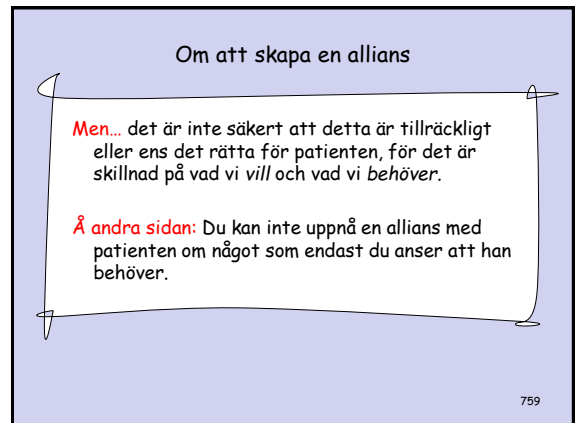 Om att skapa en allians
Men… det är inte säkert att detta är tillräckligt
eller ens det rätta för patienten, för det är
skillnad på vad vi vill och vad vi behöver.
Å andra sidan: Du kan inte uppnå en allians med
patienten om något som endast du anser att han
behöver.
759